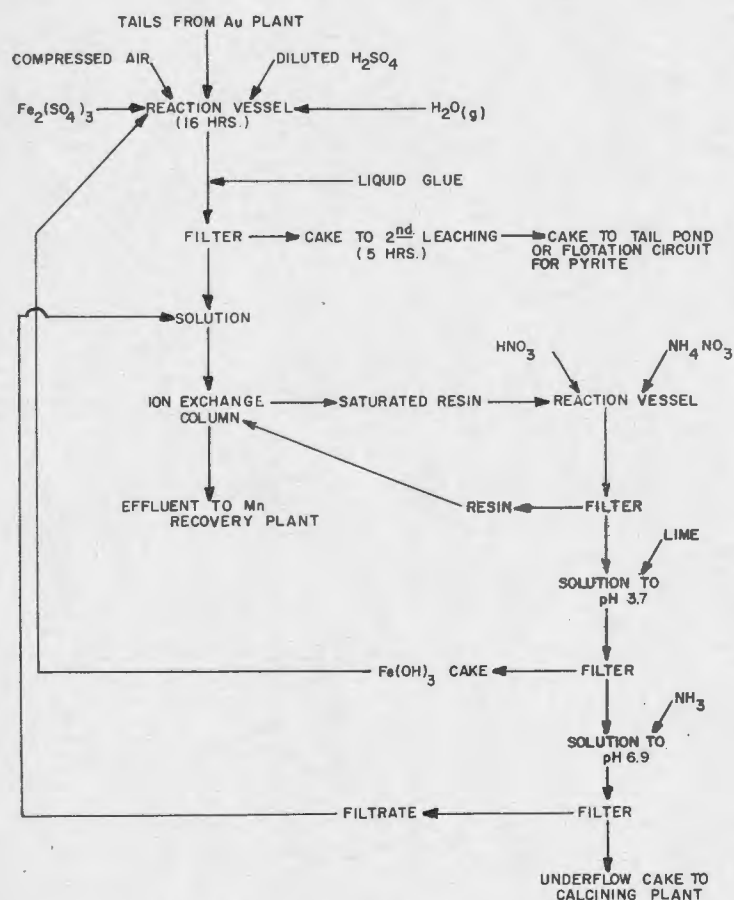 TAILS FROM Au PLANT
COMPRESSED AIR
DILUTED H₂SO₄
Fe₂(SO₄)₃
REACTION VESSEL
(16 HRS.)
H₂O(g)
LIQUID GLUE
FILTER
CAKE TO 2nd LEACHING
(5 HRS.)
CAKE TO TAIL POND
OR FLOTATION CIRCUIT
FOR PYRITE
SOLUTION
HNO₃
NH₄NO₃
ION EXCHANGE
COLUMN
SATURATED RESIN
REACTION VESSEL
EFFLUENT TO Mn
RECOVERY PLANT
RESIN
FILTER
LIME
SOLUTION TO
pH 3.7
Fe(OH)₃ CAKE
FILTER
NH₃
SOLUTION TO
pH 6.9
FILTRATE
FILTER
UNDERFLOW CAKE TO
CALCINING PLANT